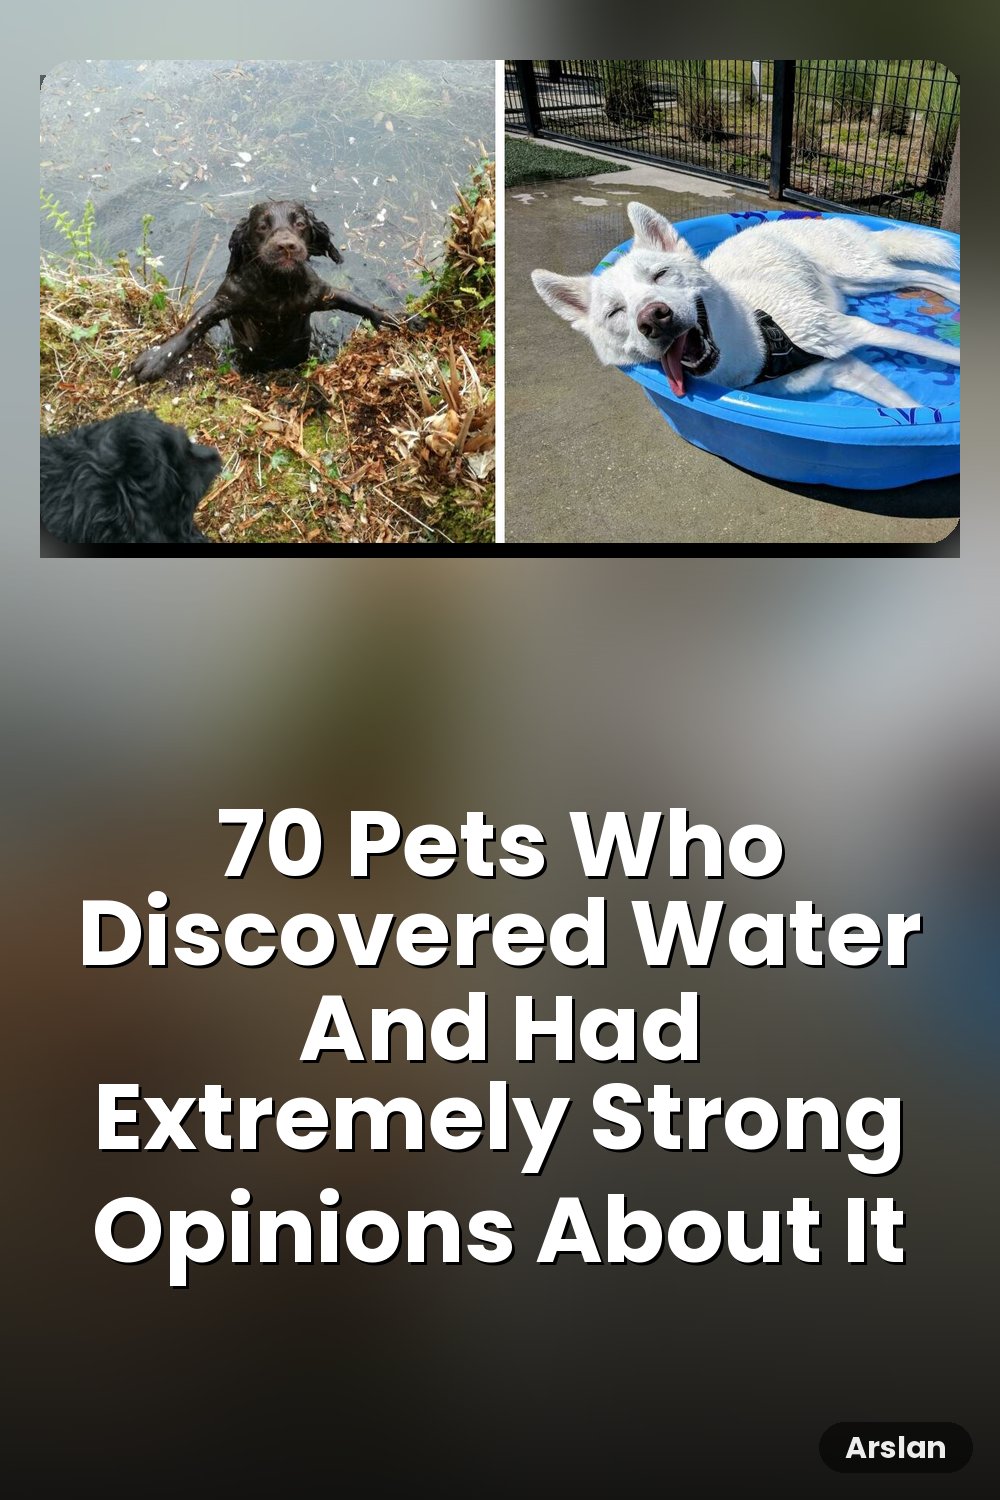 70 Pets Who
Discovered Water
And Had
Extremely Strong
Opinions About It
Arslan